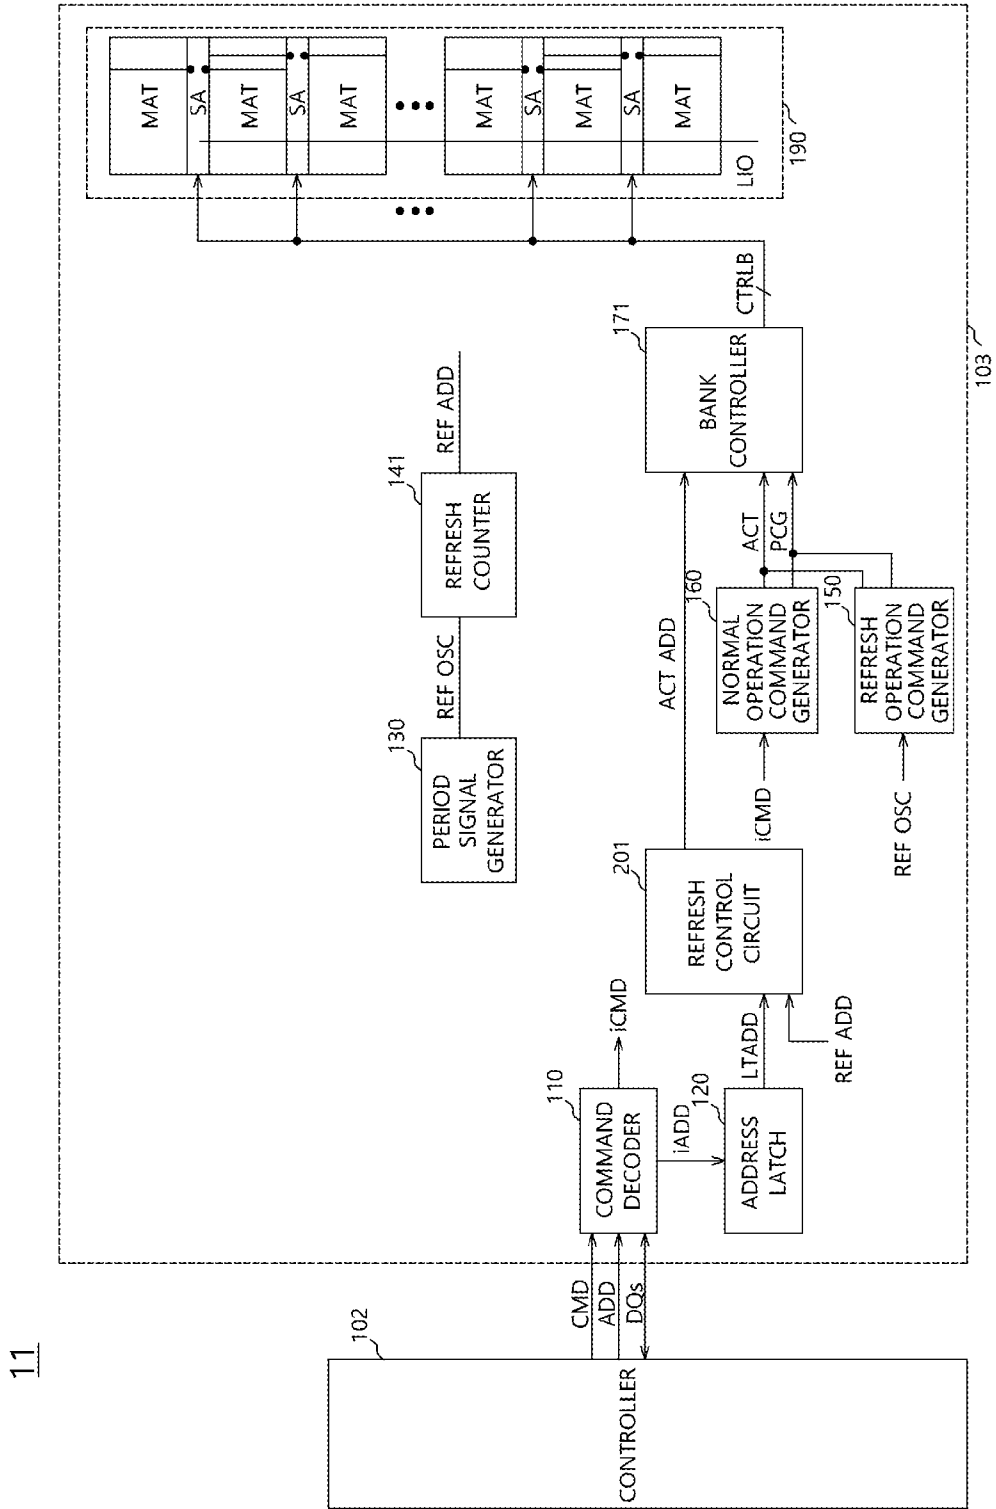 11
102
CONTROLLER
CMD
ADD
DQs
110
COMMAND
DECODER
iCMD
iADD
120
ADDRESS
LATCH
LTADD
REF ADD
130
PERIOD
SIGNAL
GENERATOR
REF OSC
141
REFRESH
COUNTER
REF ADD
201
REFRESH
CONTROL
CIRCUIT
ACT ADD
iCMD
160
NORMAL
OPERATION
COMMAND
GENERATOR
REF OSC
150
REFRESH
OPERATION
COMMAND
GENERATOR
ACT
PCG
171
BANK
CONTROLLER
CTRLB
MAT
SA
MAT
SA
MAT
MAT
SA
MAT
SA
MAT
LIO
190
103